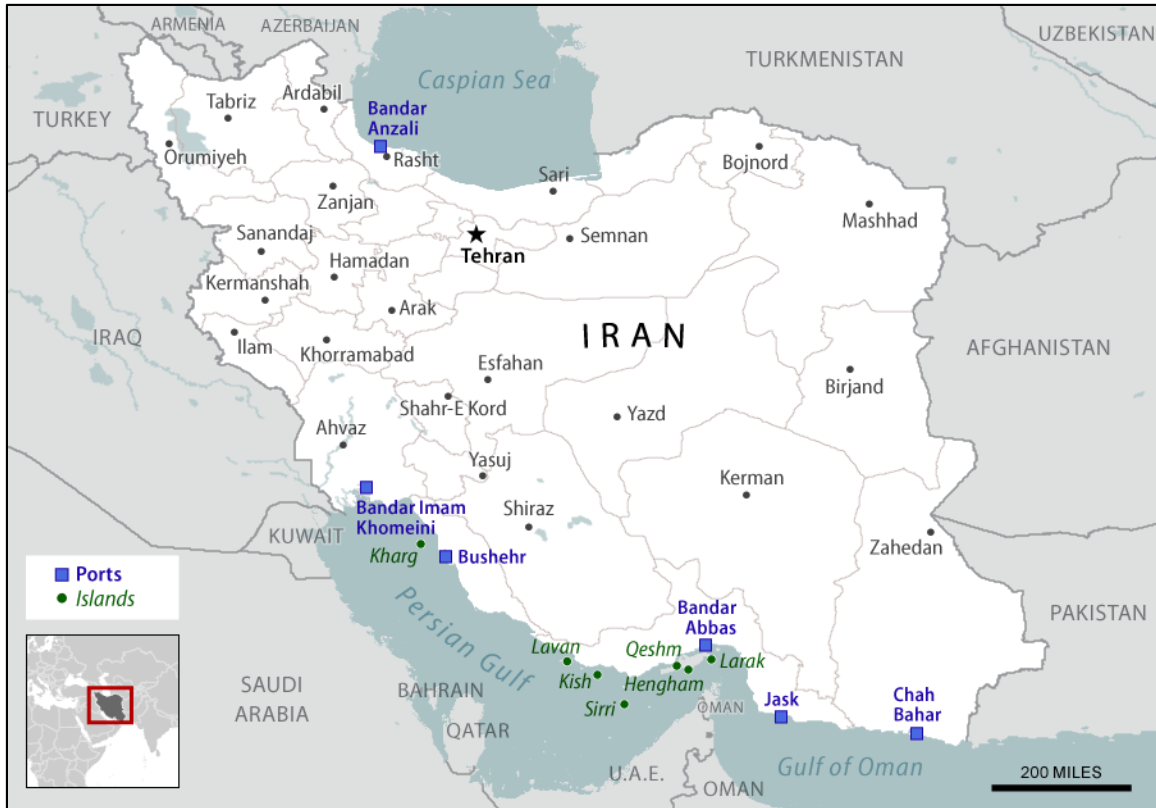 ARMENIA
AZERBAIJAN
UZBEKISTAN
TURKMENISTAN
Caspian Sea
TURKEY
Tabriz
Ardabil
Bandar
Anzali
Orumiyeh
Rasht
Bojnord
Sari
Zanjan
Mashhad
Sanandaj
Semnan
Tehran
Hamadan
Kermanshah
Arak
IRAQ
Ilam
Khorramabad
IRAN
AFGHANISTAN
Esfahan
Birjand
Shahr-E Kord
Yazd
Ahvaz
Yasuj
Kerman
Bandar Imam
Khomeini
Shiraz
KUWAIT
Kharg
Bushehr
Zahedan
Ports
Islands
Persian Gulf
Bandar
Abbas
PAKISTAN
Lavan
Qeshm
Larak
Kish
Hengham
Sirri
SAUDI
ARABIA
BAHRAIN
QATAR
OMAN
Jask
Chah
Bahar
U.A.E.
OMAN
Gulf of Oman
200 MILES